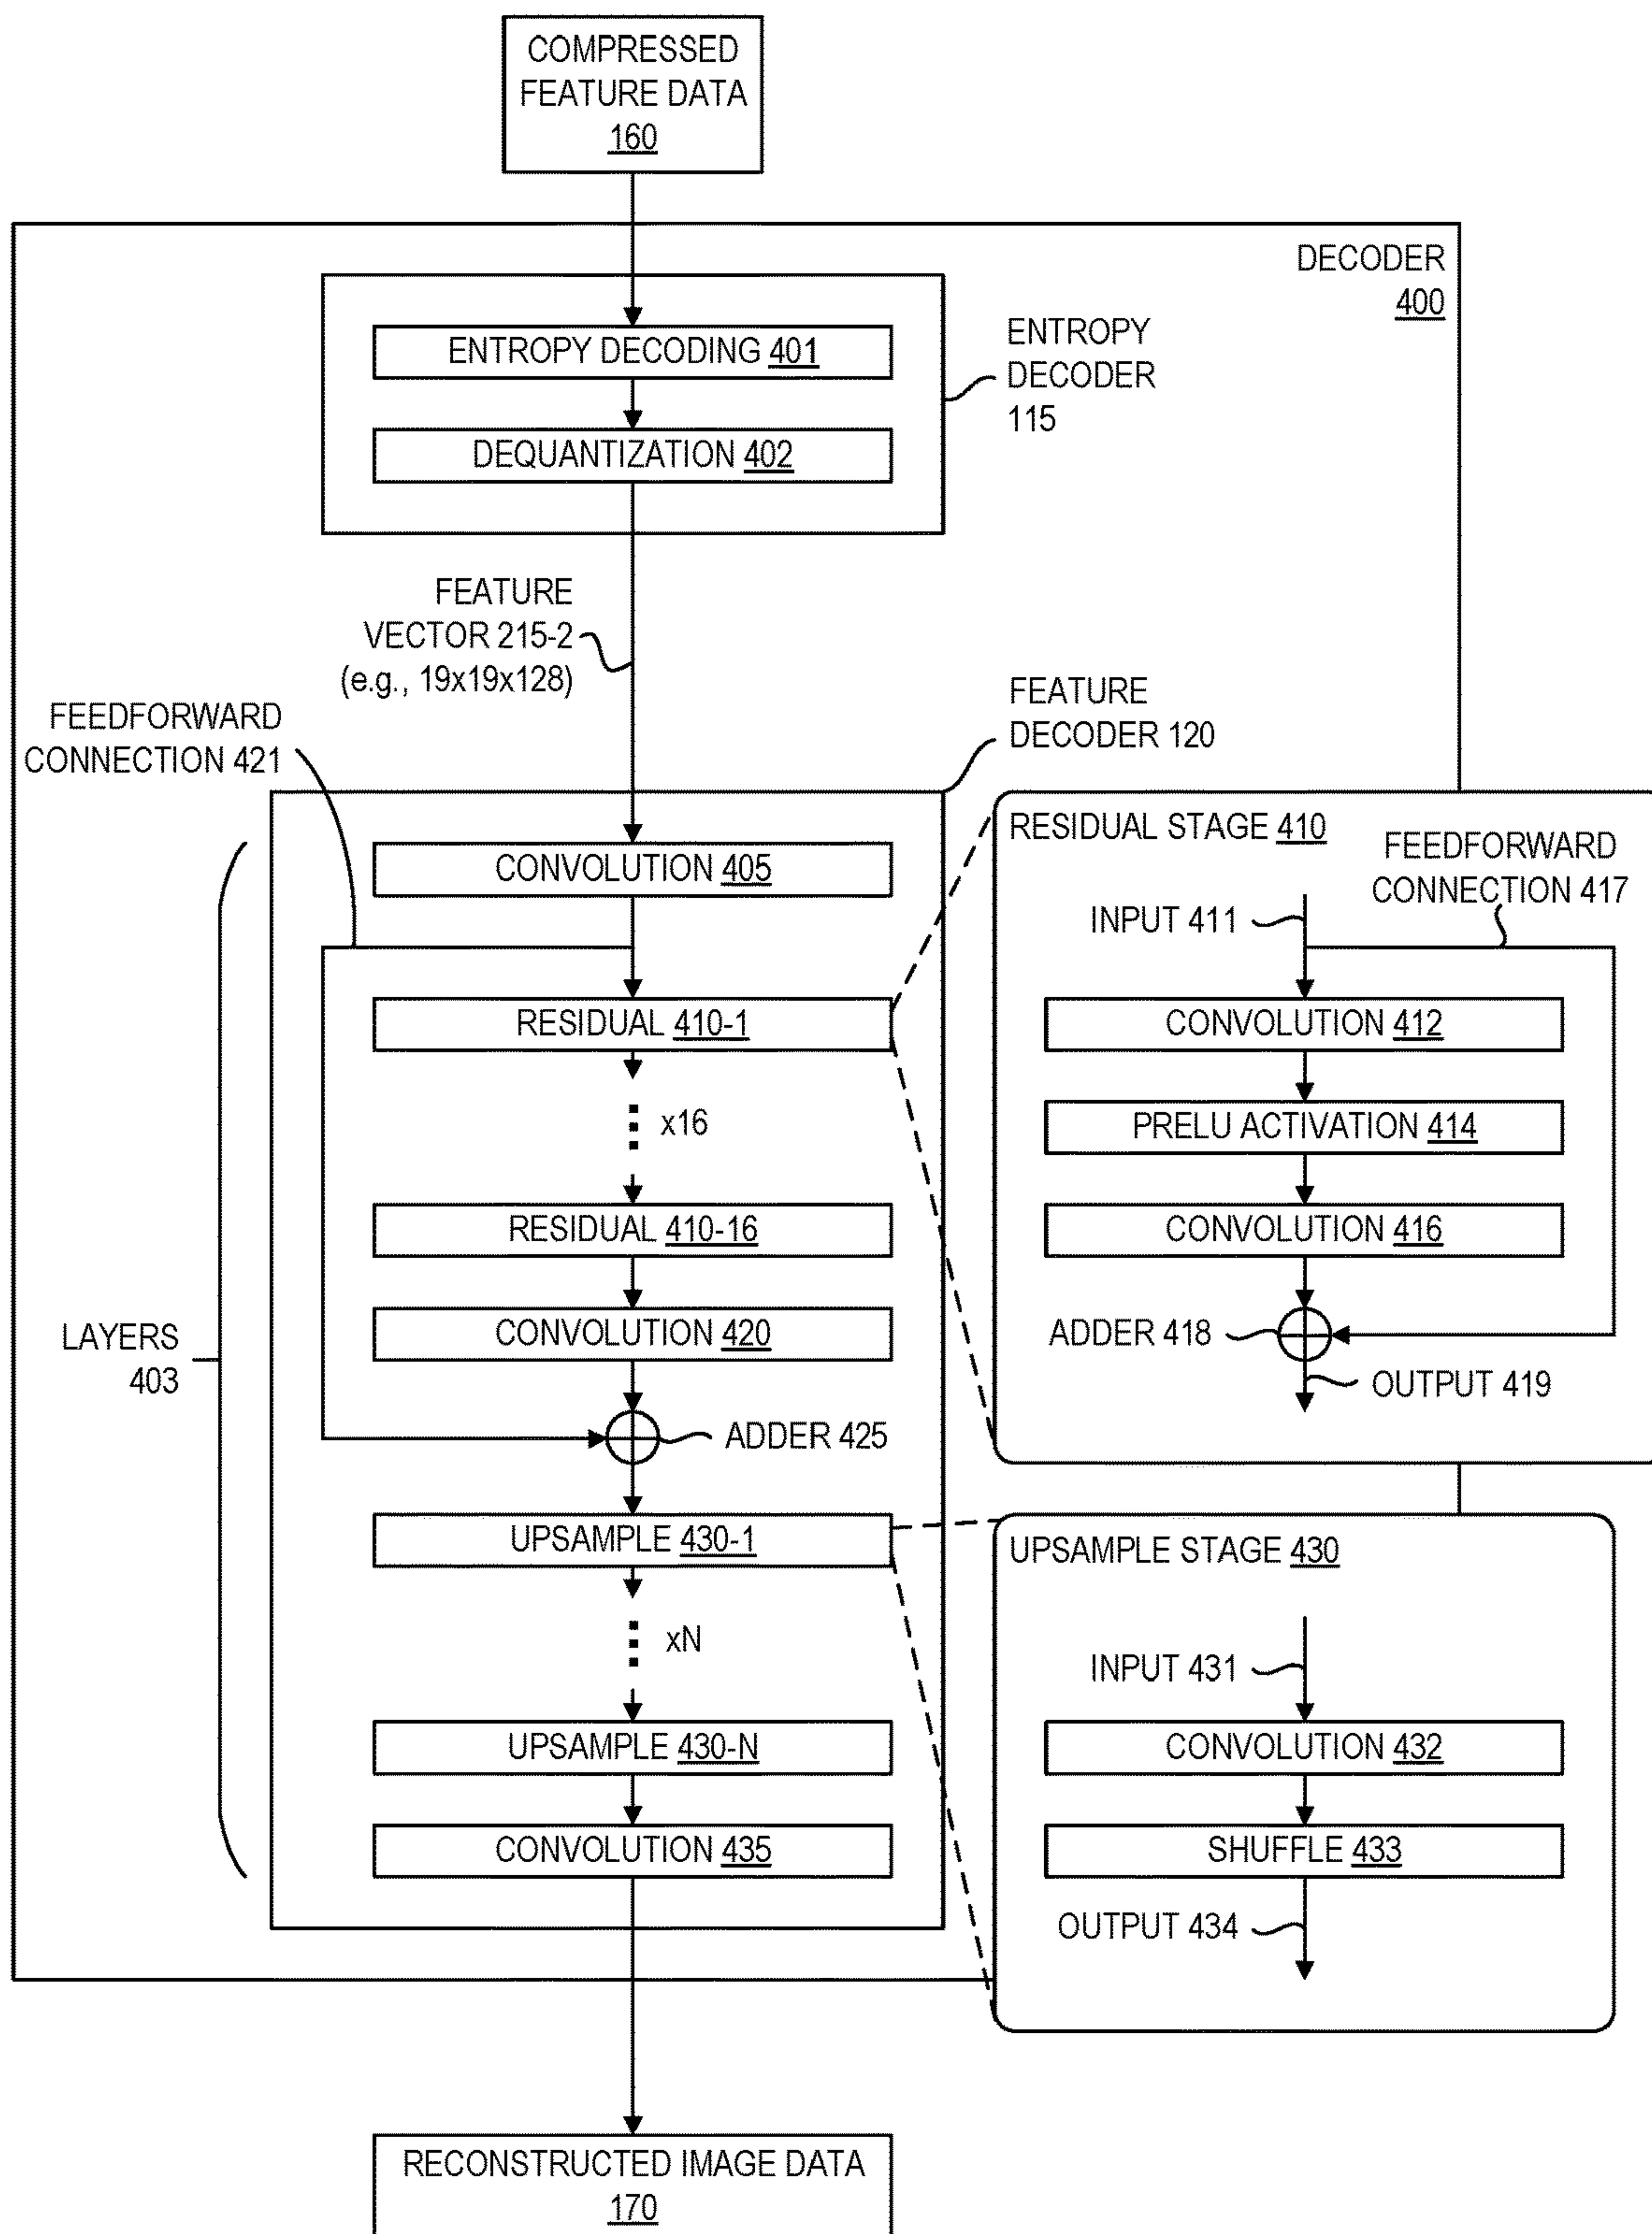 COMPRESSED
FEATURE DATA
160
DECODER
400
ENTROPY DECODING 401
DEQUANTIZATION 402
ENTROPY
DECODER
115
FEATURE
VECTOR 215-2
(e.g., 19x19x128)
FEEDFORWARD
CONNECTION 421
FEATURE
DECODER 120
LAYERS
403
CONVOLUTION 405
RESIDUAL 410-1
x16
RESIDUAL 410-16
CONVOLUTION 420
ADDER 425
UPSAMPLE 430-1
xN
UPSAMPLE 430-N
CONVOLUTION 435
RESIDUAL STAGE 410
FEEDFORWARD
CONNECTION 417
INPUT 411
CONVOLUTION 412
PRELU ACTIVATION 414
CONVOLUTION 416
ADDER 418
OUTPUT 419
UPSAMPLE STAGE 430
INPUT 431
CONVOLUTION 432
SHUFFLE 433
OUTPUT 434
RECONSTRUCTED IMAGE DATA
170